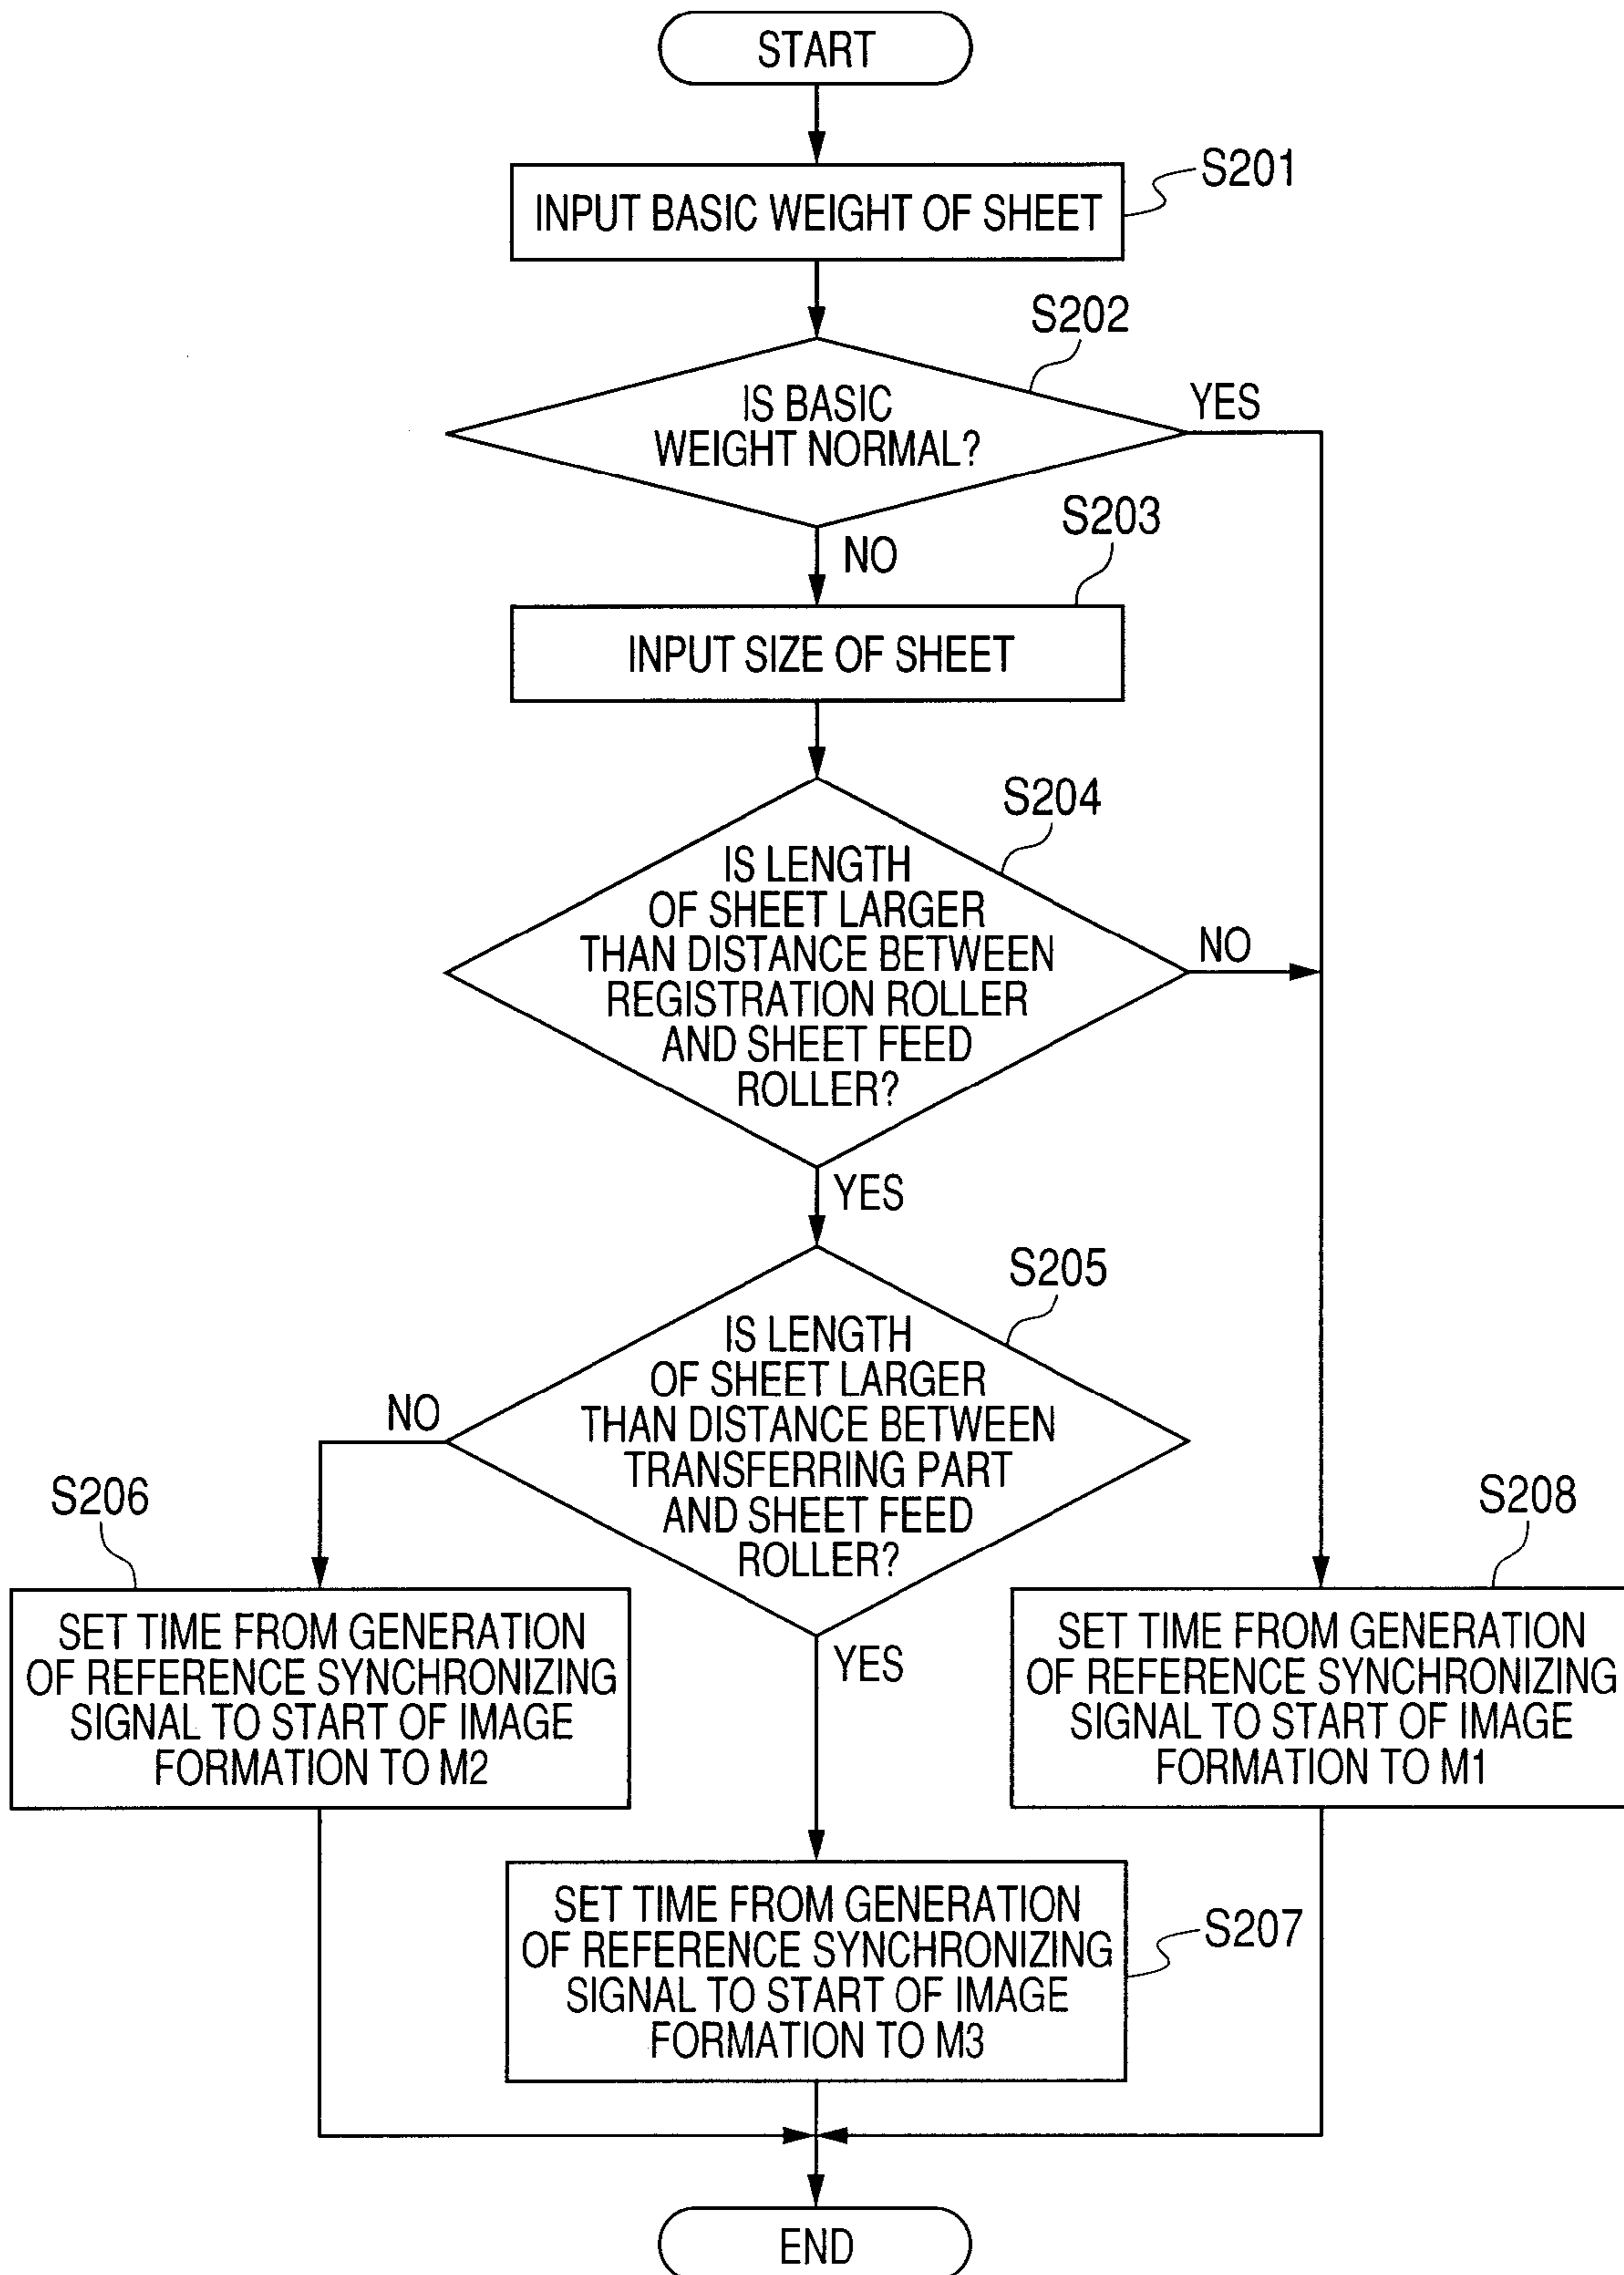 START
S201
INPUT BASIC WEIGHT OF SHEET
S202
IS BASIC
WEIGHT NORMAL?
YES
NO
S203
INPUT SIZE OF SHEET
S204
IS LENGTH
OF SHEET LARGER
THAN DISTANCE BETWEEN
REGISTRATION ROLLER
AND SHEET FEED
ROLLER?
NO
YES
S205
IS LENGTH
OF SHEET LARGER
THAN DISTANCE BETWEEN
TRANSFERRING PART
AND SHEET FEED
ROLLER?
NO
YES
S206
SET TIME FROM GENERATION
OF REFERENCE SYNCHRONIZING
SIGNAL TO START OF IMAGE
FORMATION TO M2
S208
SET TIME FROM GENERATION
OF REFERENCE SYNCHRONIZING
SIGNAL TO START OF IMAGE
FORMATION TO M1
S207
SET TIME FROM GENERATION
OF REFERENCE SYNCHRONIZING
SIGNAL TO START OF IMAGE
FORMATION TO M3
END